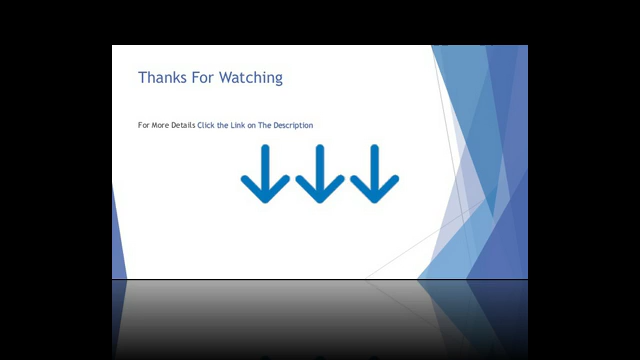 Thanks For Watching
For More Details Click the Link on The Description